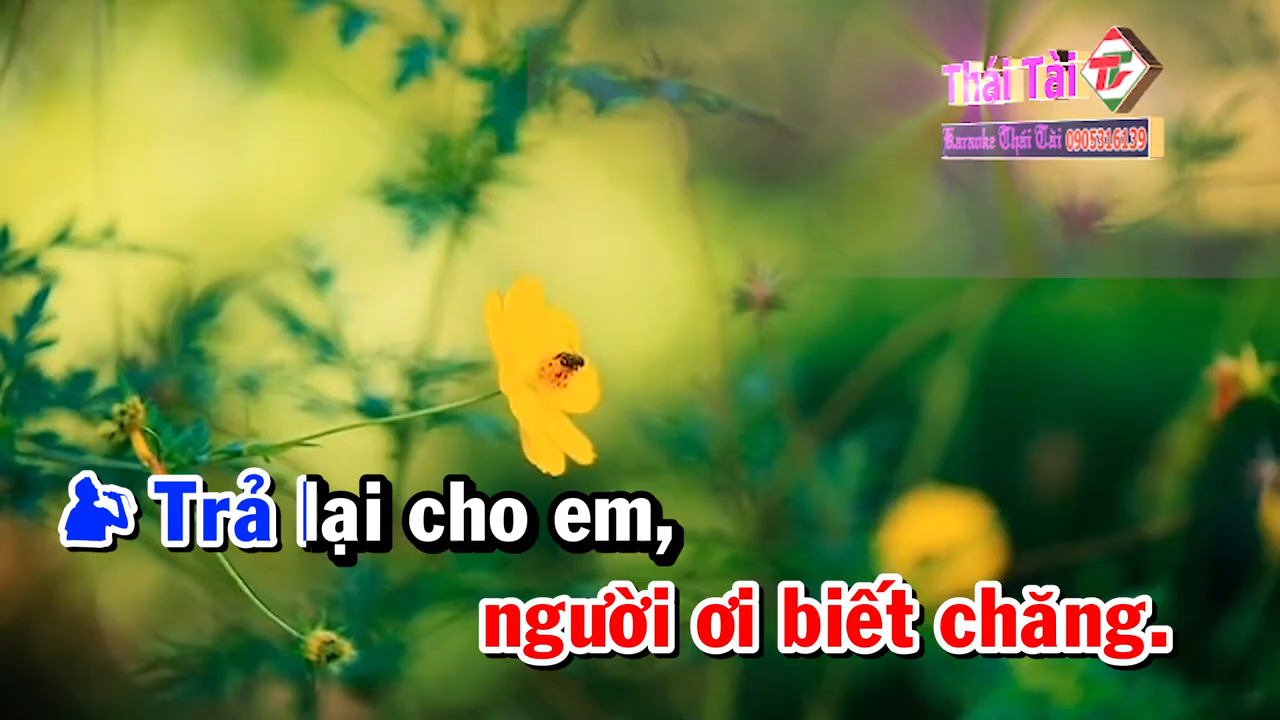 Thái Tài
Karaoke Thái Tài 0905316139
Trả lại cho em,
người ơi biết chăng.